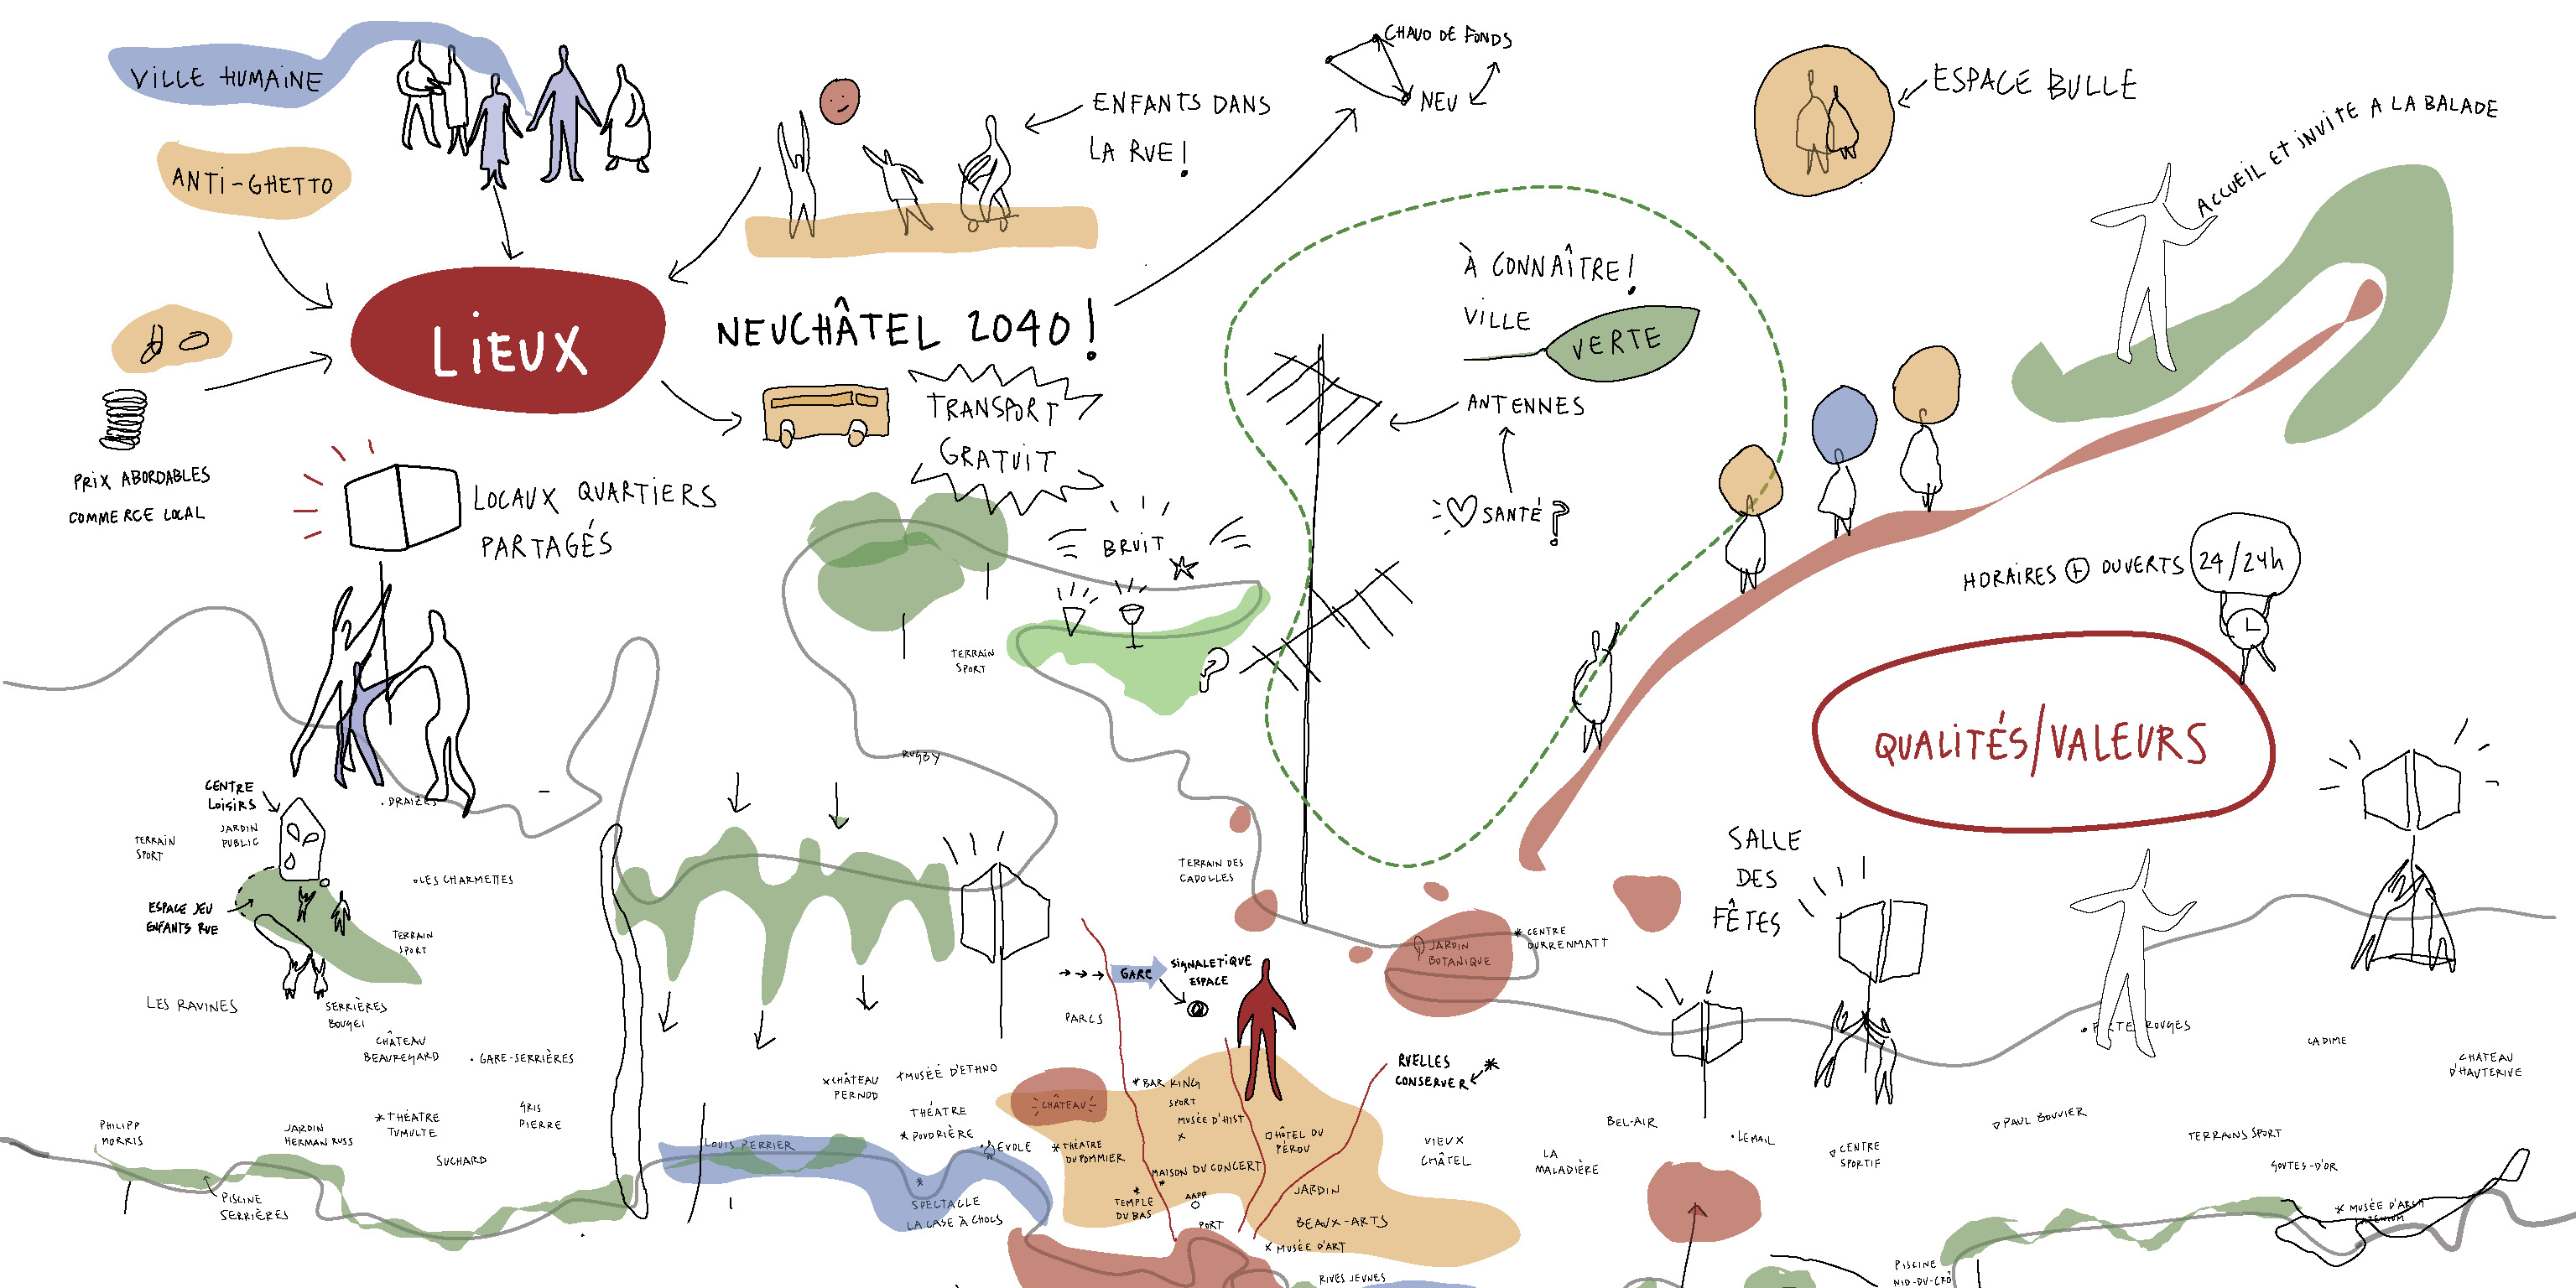 VILLE HUMAINE
ANTI-GHETTO
ENFANTS DANS
LA RUE!
CHAUD DE FONDS
NEU
ESPACE BULLE
ACCUEIL ET INVITE A LA BALADE
LIEUX
NEUCHÂTEL 2040!
TRANSPORT
GRATUIT
À CONNAÎTRE!
VILLE
VERTE
ANTENNES
SANTÉ?
PRIX ABORDABLES
COMMERCE LOCAL
LOCAUX QUARTIERS
PARTAGÉS
BRUIT
?
TERRAIN
SPORT
HORAIRES + OUVERTS 24/24h
QUALITÉS/VALEURS
RUGBY
CENTRE
LOISIRS
JARDIN
PUBLIC
TERRAIN
SPORT
DRAIZES
LES CHARMETTES
ESPACE JEU
ENFANTS RUE
TERRAIN
SPORT
LES RAVINES
SERRIÈRES
BOUGEI
CHÂTEAU
BEAUREGARD
GARE-SERRIÈRES
TERRAIN DES
CADOLLES
SALLE
DES
FÊTES
JARDIN
BOTANIQUE
* CENTRE
DURRENMATT
GARE
SIGNALETIQUE
ESPACE
PARCS
RUELLES
CONSERVER
PORTE ROUGES
LA DIME
CHATEAU
D'HAUTERIVE
PHILIPP
MORRIS
JARDIN
HERMAN RUSS
* THÉATRE
TUMULTE
GRIS
PIERRE
SUCHARD
PISCINE
SERRIÈRES
x CHÂTEAU
PERNOD
+ MUSÉE D'ETHNO
THÉATRE
* POUDRIÈRE
EVOLE
LOUIS PERRIER
* SPECTACLE
LA CASE À CHOCS
CHÂTEAU
* BAR KING
SPORT
MUSÉE D'HIST
x
HÔTEL DU
PÉROU
* THÉATRE
DU POMMIER
MAISON DU CONCERT
* TEMPLE
DU BAS
AAPP
PORT
JARDIN
BEAUX-ARTS
x MUSÉE D'ART
RIVES JEUNES
VIEUX
CHÂTEL
LA
MALADIÈRE
BEL-AIR
LEMAIL
CENTRE
SPORTIF
PAUL BOUVIER
TERRAINS SPORT
GOUTES-D'OR
* MUSÉE D'ARCH
PISCINE
NID-DU-CRÔ